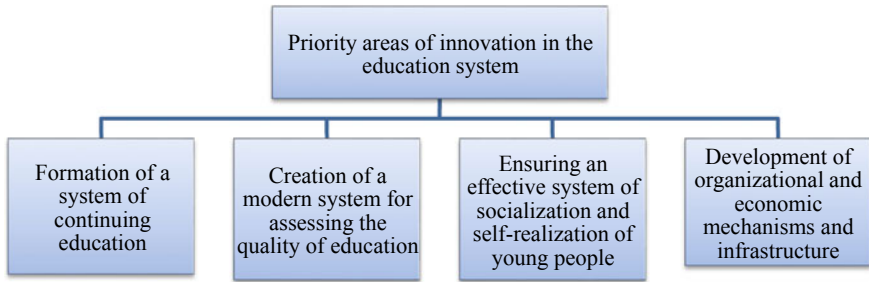 Priority areas of innovation in the
education system
Formation of a
system of
continuing
education
Creation of a
modern system for
assessing the
quality of education
Ensuring an
effective system of
socialization and
self-realization of
young people
Development of
organizational and
economic
mechanisms and
infrastructure